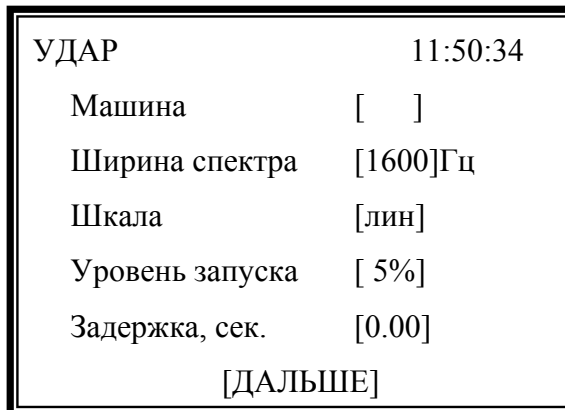 УДАР 11:50:34
Машина [ ]
Ширина спектра [1600]Гц
Шкала [лин]
Уровень запуска [ 5%]
Задержка, сек. [0.00]
[ДАЛЬШЕ]